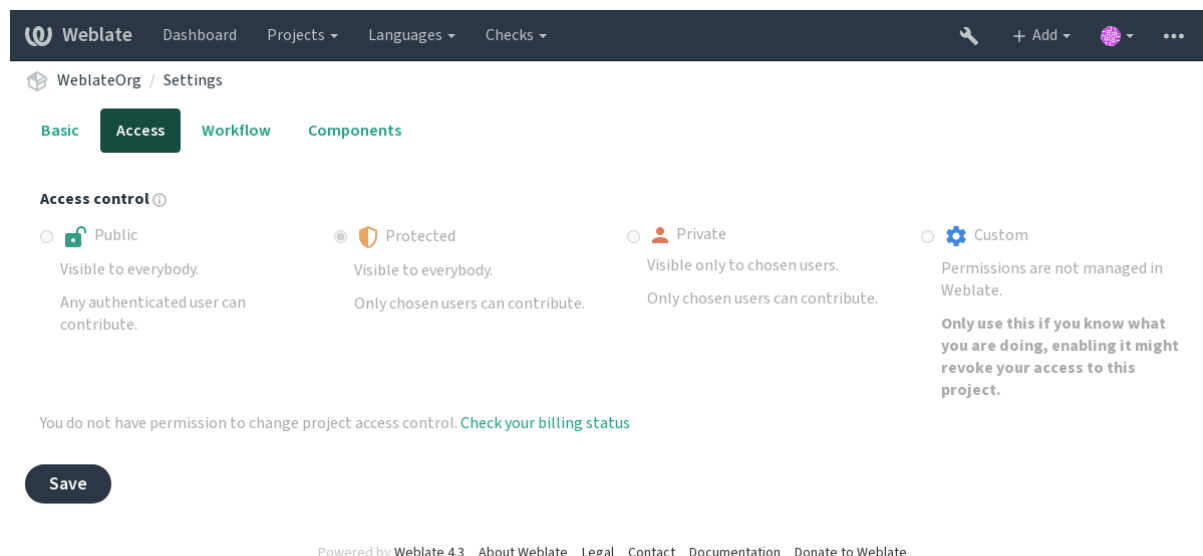 Weblate Dashboard Projects Languages Checks Add
WeblateOrg / Settings
Basic Access Workflow Components
Access control
Public
Visible to everybody.
Any authenticated user can
contribute.
Protected
Visible to everybody.
Only chosen users can contribute.
Private
Visible only to chosen users.
Only chosen users can contribute.
Custom
Permissions are not managed in
Weblate.
Only use this if you know what
you are doing, enabling it might
revoke your access to this
project.
You do not have permission to change project access control. Check your billing status
Save
Powered by Weblate 4.3 About Weblate Legal Contact Documentation Donate to Weblate